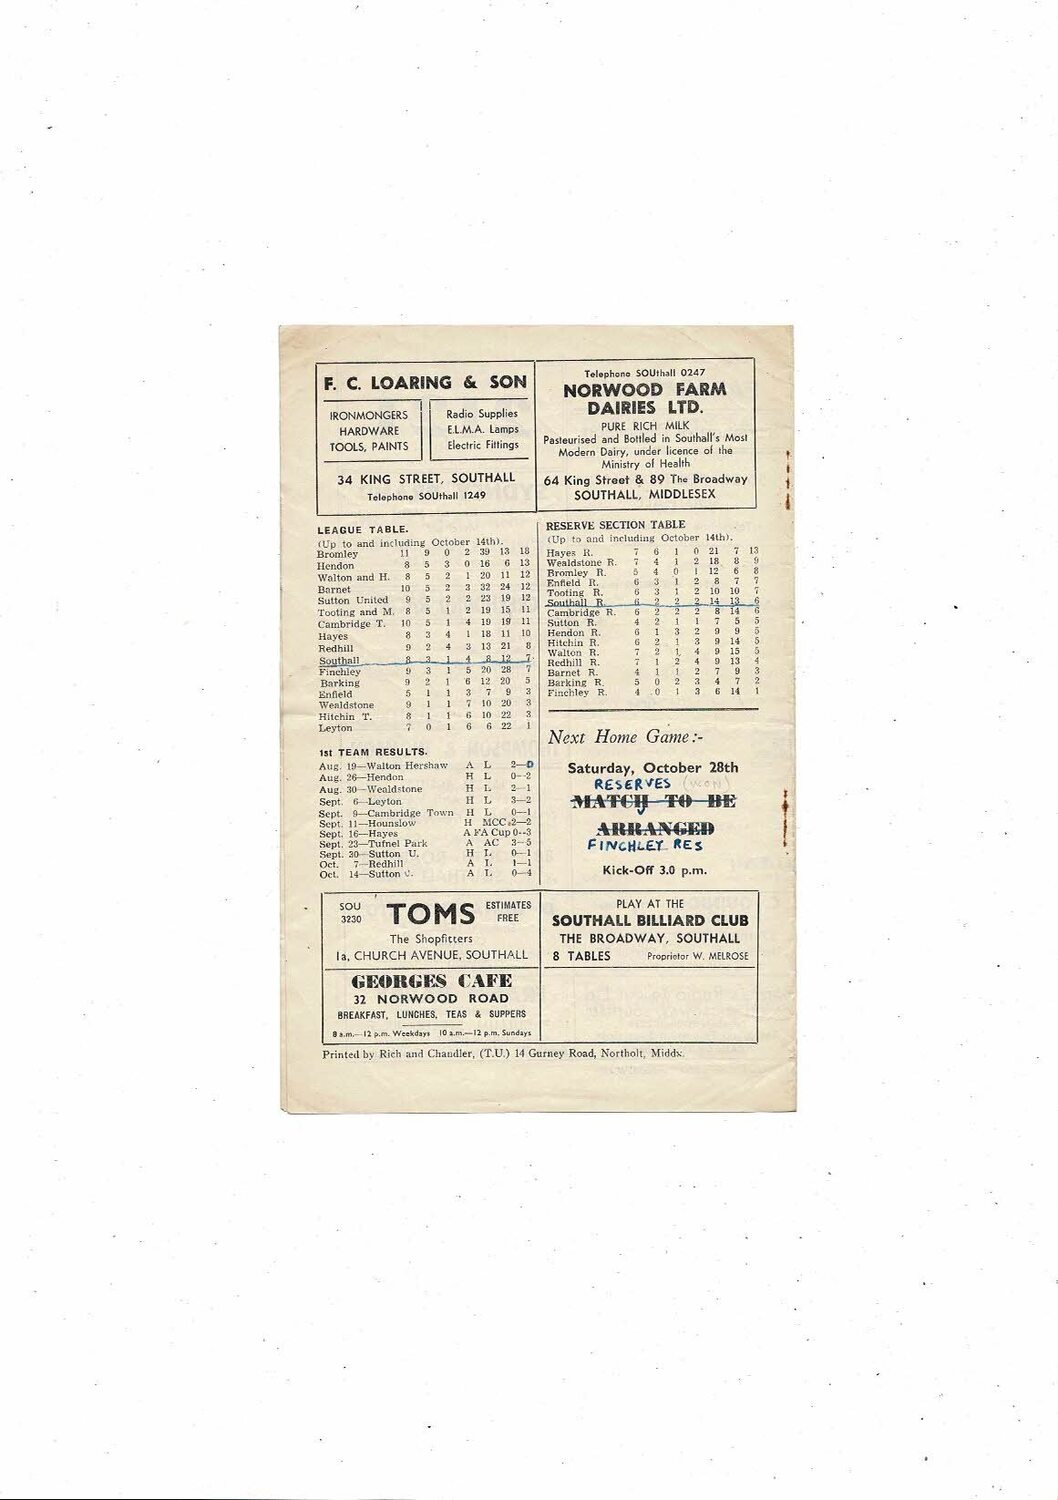 F. C. LOARING & SON
IRONMONGERS
HARDWARE
TOOLS, PAINTS
Radio Supplies
E.L.M.A. Lamps
Electric Fittings
34 KING STREET, SOUTHALL
Telephone SOUthall 1249
Telephone SOUthall 0247
NORWOOD FARM
DAIRIES LTD.
PURE RICH MILK
Pasteurised and Bottled in Southall's Most
Modern Dairy, under licence of the
Ministry of Health
64 King Street & 89 The Broadway
SOUTHALL, MIDDLESEX
LEAGUE TABLE.
(Up to and including October 14th).
Bromley 11 9 0 2 39 13 18
Hendon 8 5 3 0 16 6 13
Walton and H. 8 5 2 1 20 11 12
Barnet 10 5 2 3 32 24 12
Sutton United 9 5 2 2 23 19 12
Tooting and M. 8 5 1 2 19 15 11
Cambridge T. 10 5 1 4 19 19 11
Hayes 8 3 4 1 18 11 10
Redhill 9 2 4 3 13 21 8
Southall 8 3 1 4 8 12 7
Finchley 9 3 1 5 20 28 7
Barking 9 2 1 6 12 20 5
Enfield 5 1 1 3 7 9 3
Wealdstone 9 1 1 7 10 20 3
Hitchin T. 8 1 1 6 10 22 3
Leyton 7 0 1 6 6 22 1
1st TEAM RESULTS.
Aug. 19—Walton Hershaw A L 2—0
Aug. 26—Hendon H L 0—2
Aug. 30—Wealdstone H L 2—1
Sept. 6—Leyton H L 3—2
Sept. 9—Cambridge Town H L 0—1
Sept. 11—Hounslow H MCC 2—2
Sept. 16—Hayes A FA Cup 0—3
Sept. 23—Tufnel Park A AC 3—5
Sept. 30—Sutton U. H L 0—1
Oct. 7—Redhill A L 1—1
Oct. 14—Sutton U. A L 0—4
RESERVE SECTION TABLE
(Up to and including October 14th).
Hayes R. 7 6 1 0 21 7 13
Wealdstone R. 7 4 1 2 18 8 9
Bromley R. 5 4 0 1 12 6 8
Enfield R. 6 3 1 2 8 7 7
Tooting R. 6 3 1 2 10 10 7
Southall R. 6 2 2 2 14 13 6
Cambridge R. 6 2 2 2 8 14 6
Sutton R. 4 2 1 1 7 5 5
Hendon R. 6 1 3 2 9 9 5
Hitchin R. 6 2 1 3 9 14 5
Walton R. 7 2 1 4 9 15 5
Redhill R. 7 1 2 4 9 13 4
Barnet R. 4 1 1 2 7 9 3
Barking R. 5 0 2 3 4 7 2
Finchley R. 4 0 1 3 6 14 1
Next Home Game:-
Saturday, October 28th
RESERVES (WON)
MATCH TO BE
ARRANGED
FINCHLEY RES
Kick-Off 3.0 p.m.
SOU
3230
TOMS
ESTIMATES
FREE
The Shopfitters
1a, CHURCH AVENUE, SOUTHALL
GEORGES CAFE
32 NORWOOD ROAD
BREAKFAST, LUNCHES, TEAS & SUPPERS
8 a.m.—12 p.m. Weekdays 10 a.m.—12 p.m. Sundays
PLAY AT THE
SOUTHALL BILLIARD CLUB
THE BROADWAY, SOUTHALL
8 TABLES Proprietor W. MELROSE
Printed by Rich and Chandler, (T.U.) 14 Gurney Road, Northolt, Middx.